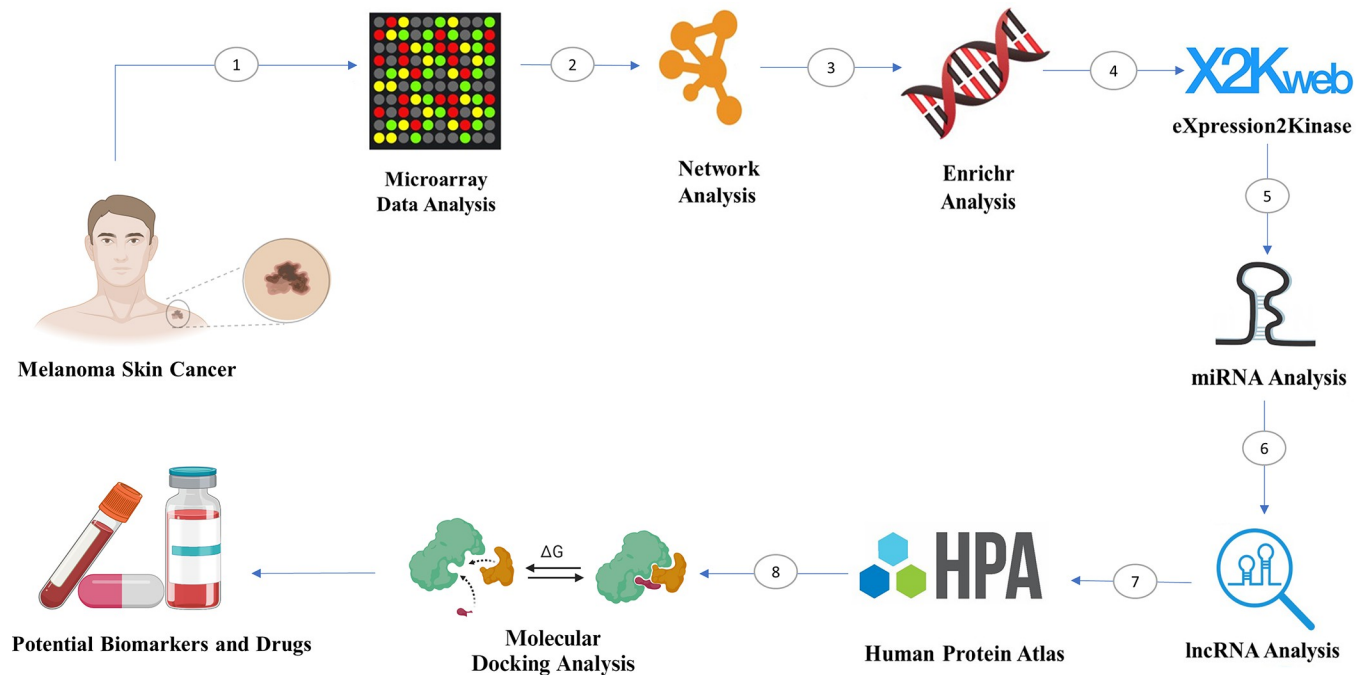 1
2
3
4
X2Kweb
eXpression2Kinase
Microarray
Data Analysis
Network
Analysis
Enrichr
Analysis
5
Melanoma Skin Cancer
miRNA Analysis
6
ΔG
8
HPA
7
Potential Biomarkers and Drugs
Molecular
Docking Analysis
Human Protein Atlas
lncRNA Analysis